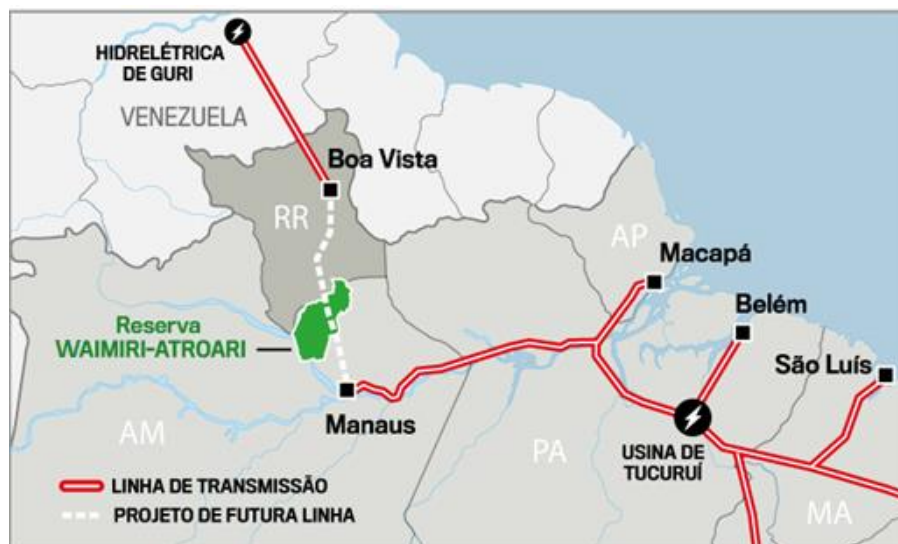 HIDRELÉTRICA
DE GURI
VENEZUELA
Boa Vista
RR
AP
Macapá
Belém
Reserva
WAIMIRI-ATROARI
São Luís
Manaus
AM
PA
USINA DE
TUCURUÍ
MA
LINHA DE TRANSMISSÃO
PROJETO DE FUTURA LINHA